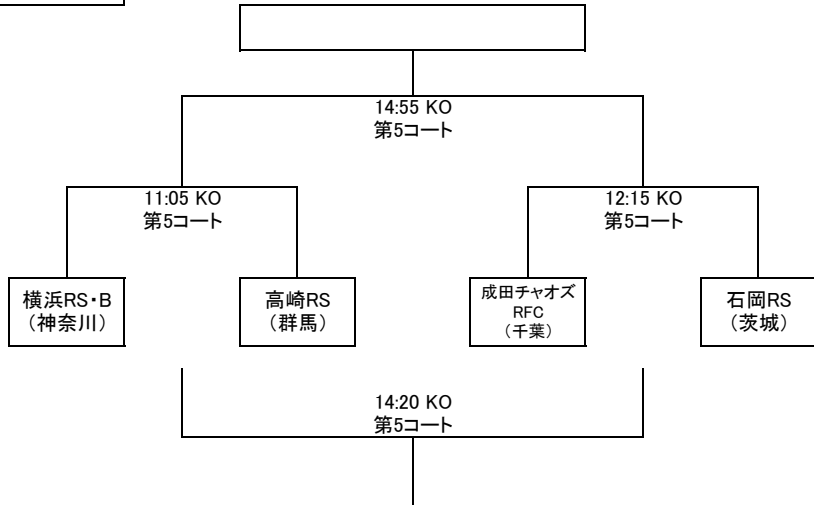 14:55 KO
第5コート
11:05 KO
第5コート
12:15 KO
第5コート
横浜RS・B
（神奈川）
高崎RS
（群馬）
成田チャオズ
RFC
（千葉）
石岡RS
（茨城）
14:20 KO
第5コート